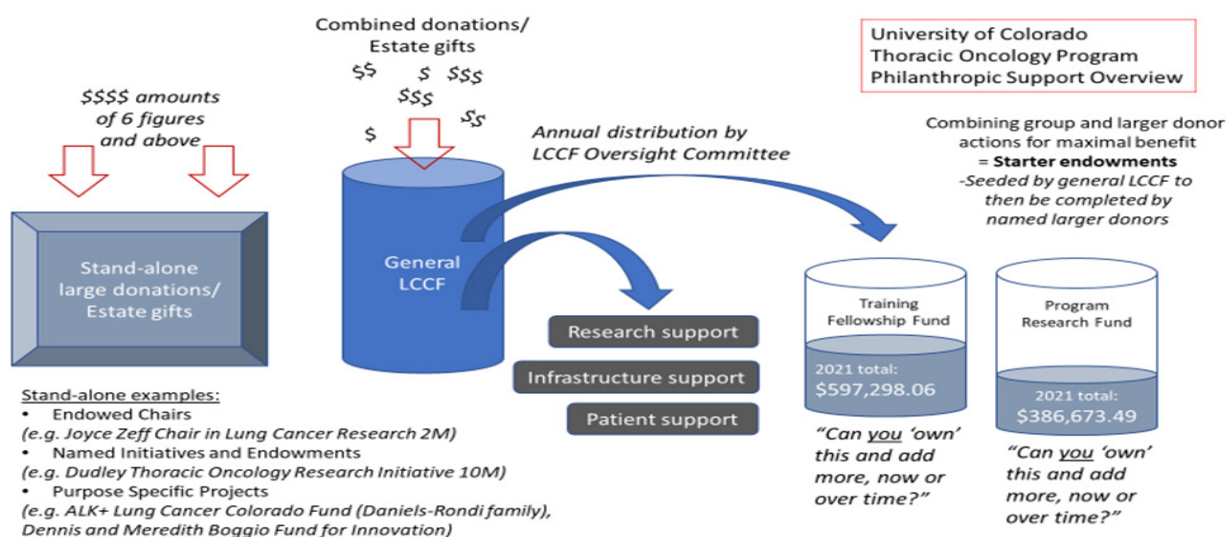 Combined donations/
Estate gifts
$$ $ $$$
$$$
$$
$
University of Colorado
Thoracic Oncology Program
Philanthropic Support Overview
$$$$ amounts
of 6 figures
and above
Annual distribution by
LCCF Oversight Committee
Combining group and larger donor
actions for maximal benefit
= Starter endowments
-Seeded by general LCCF to
then be completed by
named larger donors
Stand-alone
large donations/
Estate gifts
General
LCCF
Research support
Infrastructure support
Patient support
Training
Fellowship Fund
2021 total:
$597,298.06
Program
Research Fund
2021 total:
$386,673.49
"Can you 'own'
this and add
more, now or
over time?"
"Can you 'own'
this and add
more, now or
over time?"
Stand-alone examples:
• Endowed Chairs
(e.g. Joyce Zeff Chair in Lung Cancer Research 2M)
• Named Initiatives and Endowments
(e.g. Dudley Thoracic Oncology Research Initiative 10M)
• Purpose Specific Projects
(e.g. ALK+ Lung Cancer Colorado Fund (Daniels-Rondi family),
Dennis and Meredith Boggio Fund for Innovation)